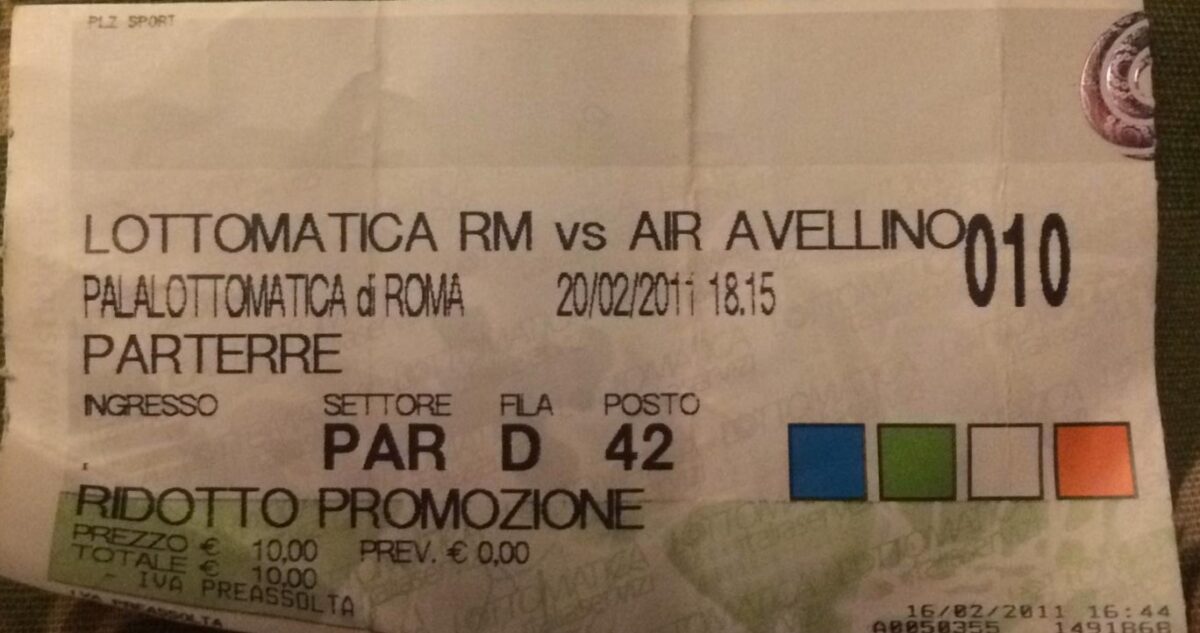 PLZ SPORT
LOTTOMATICA RM vs AIR AVELLINO 010
PALALOTTOMATICA di ROMA 20/02/2011 18.15
PARTERRE
INGRESSO SETTORE FILA POSTO
PAR D 42
RIDOTTO PROMOZIONE
PREZZO € 10,00 PREV. € 0,00
TOTALE € 10,00
- IVA PREASSOLTA
IVA PREASSOLTA
16/02/2011 16:44
A0050355 1491868